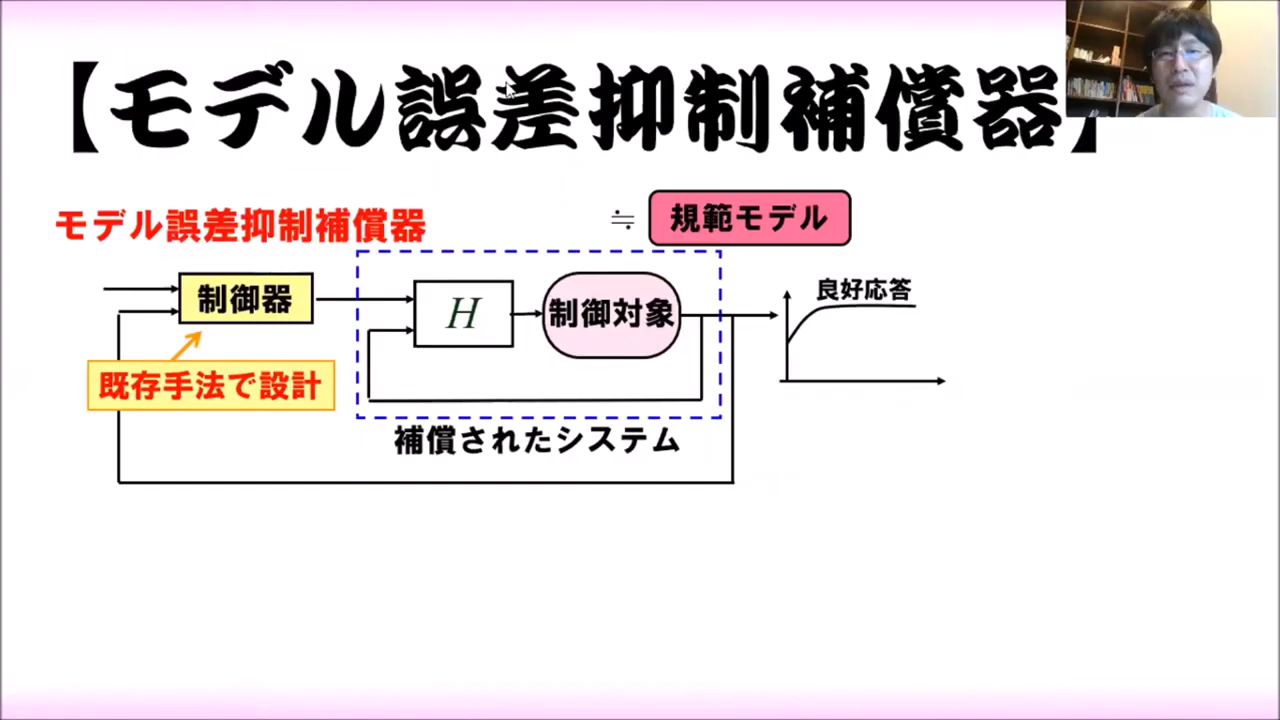 【モデル誤差抑制補償器】
モデル誤差抑制補償器
≒ 規範モデル
制御器
H
制御対象
良好応答
既存手法で設計
補償されたシステム